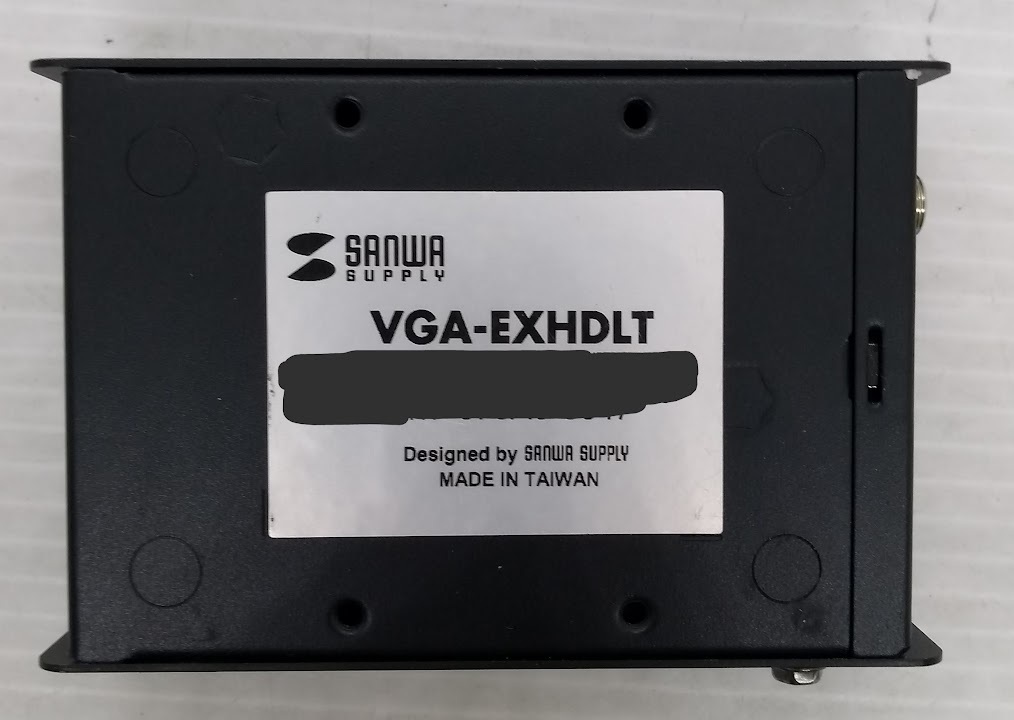 SANWA
SUPPLY
VGA-EXHDLT
Designed by SANWA SUPPLY
MADE IN TAIWAN